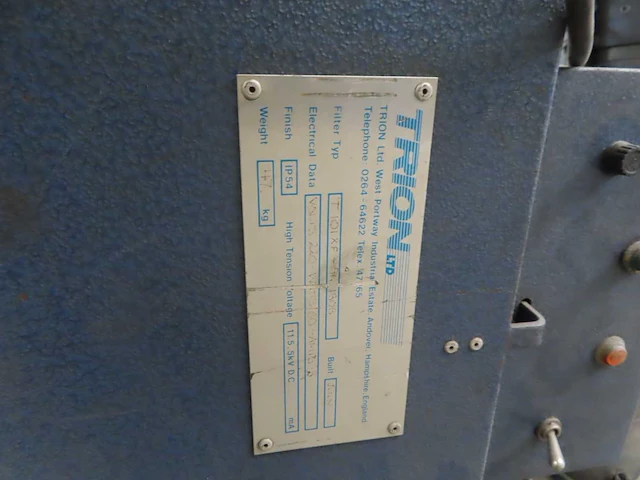 TRION LTD
TRION Ltd. West Portway Industrial Estate, Andover, Hampshire, England
Telephone: 0264-64622 Telex 47 65
Filter Typ Built
Electrical Data
Finish IP54 High Tension Voltage 11.5 5kV D.C. mA
Weight kg